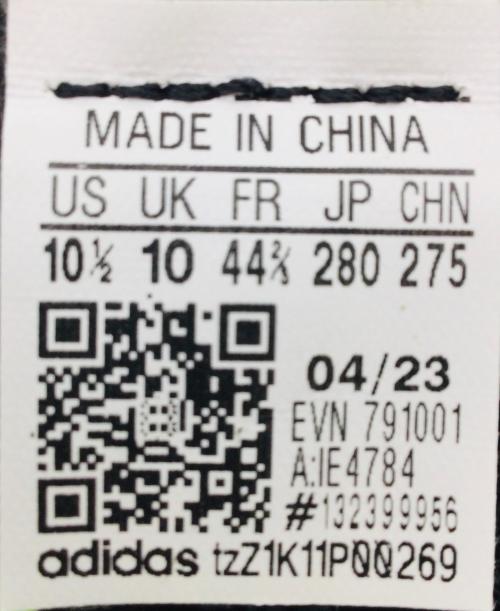 MADE IN CHINA
US UK FR JP CHN
10½ 10 44⅔ 280 275
04/23
EVN 791001
A:IE4784
#132399956
adidas tzZ1K11P00269